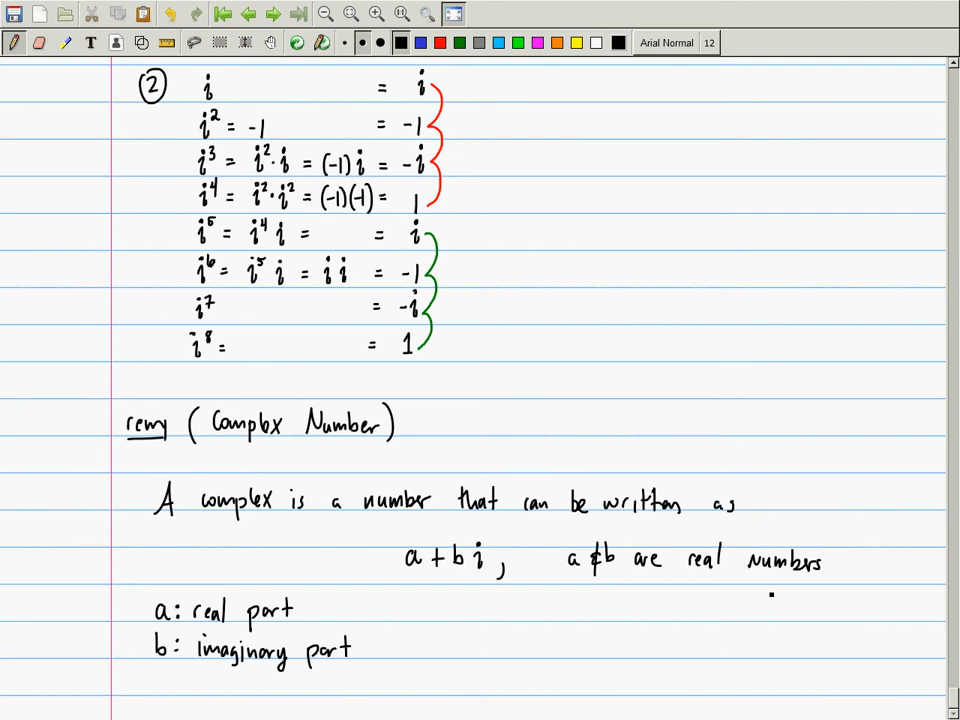 T
Arial Normal 12
② i = i
i² = -1 = -1
i³ = i²·i = (-1)i = -i
i⁴ = i²·i² = (-1)(-1) = 1
i⁵ = i⁴ i = = i
i⁶ = i⁵ i = i i = -1
i⁷ = -i
i⁸ = = 1
(Complex Number)
A complex is a number that can be written as
a + b i, a & b are real numbers
a: real part
b: imaginary part